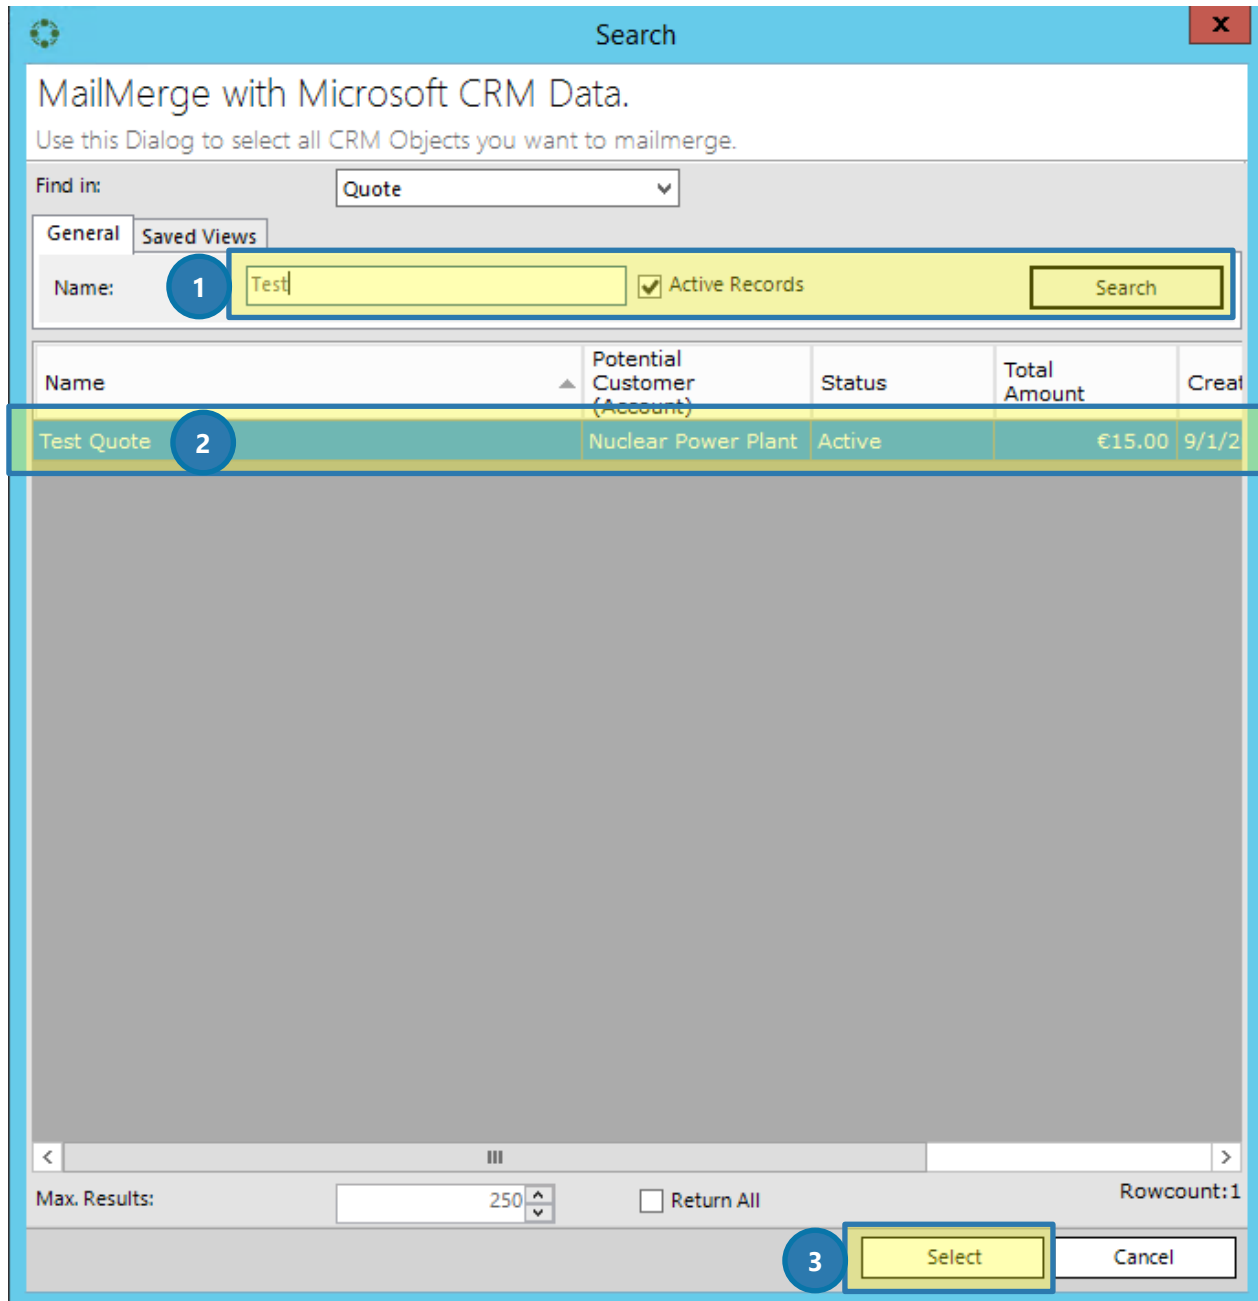 Search
x
MailMerge with Microsoft CRM Data.
Use this Dialog to select all CRM Objects you want to mailmerge.
Find in: Quote
General Saved Views
Name: 1 Test Active Records Search
Name Potential Customer (Account) Status Total Amount Creat
Test Quote 2 Nuclear Power Plant Active €15.00 9/1/2
Max. Results: 250 Return All Rowcount:1
3 Select Cancel